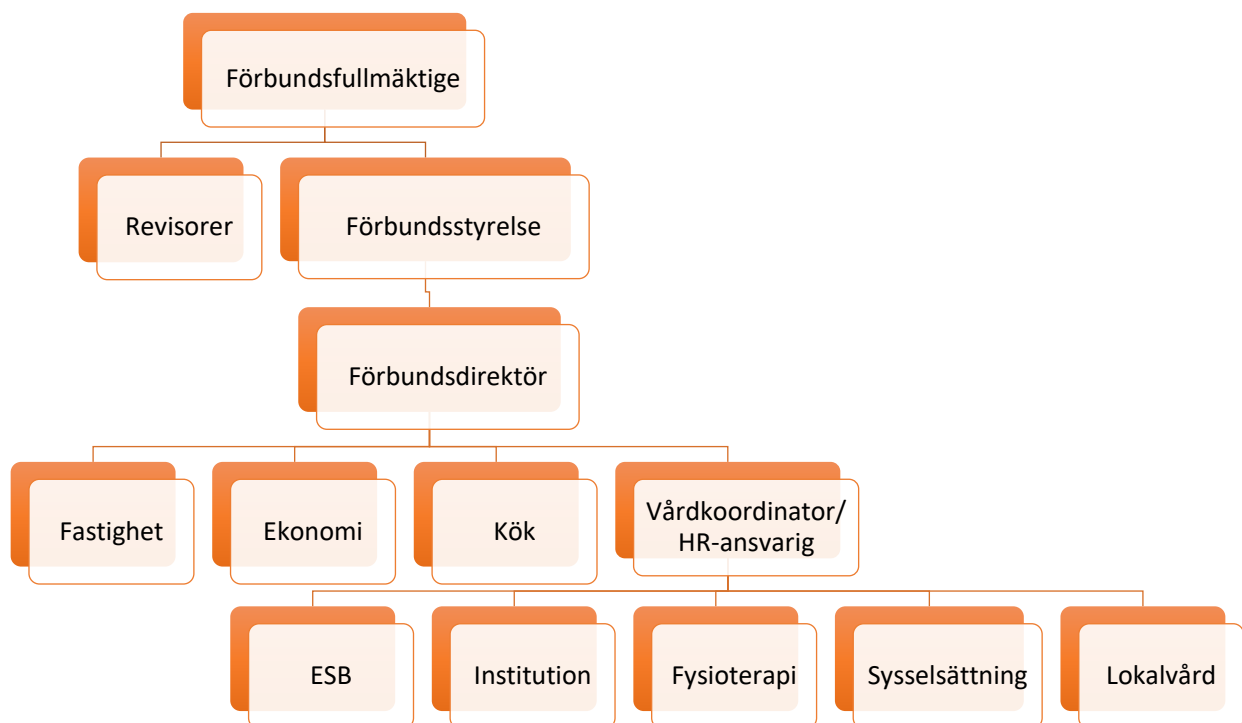 Förbundsfullmäktige
Revisorer
Förbundsstyrelse
Förbundsdirektör
Fastighet
Ekonomi
Kök
Vårdkoordinator/
HR-ansvarig
ESB
Institution
Fysioterapi
Sysselsättning
Lokalvård